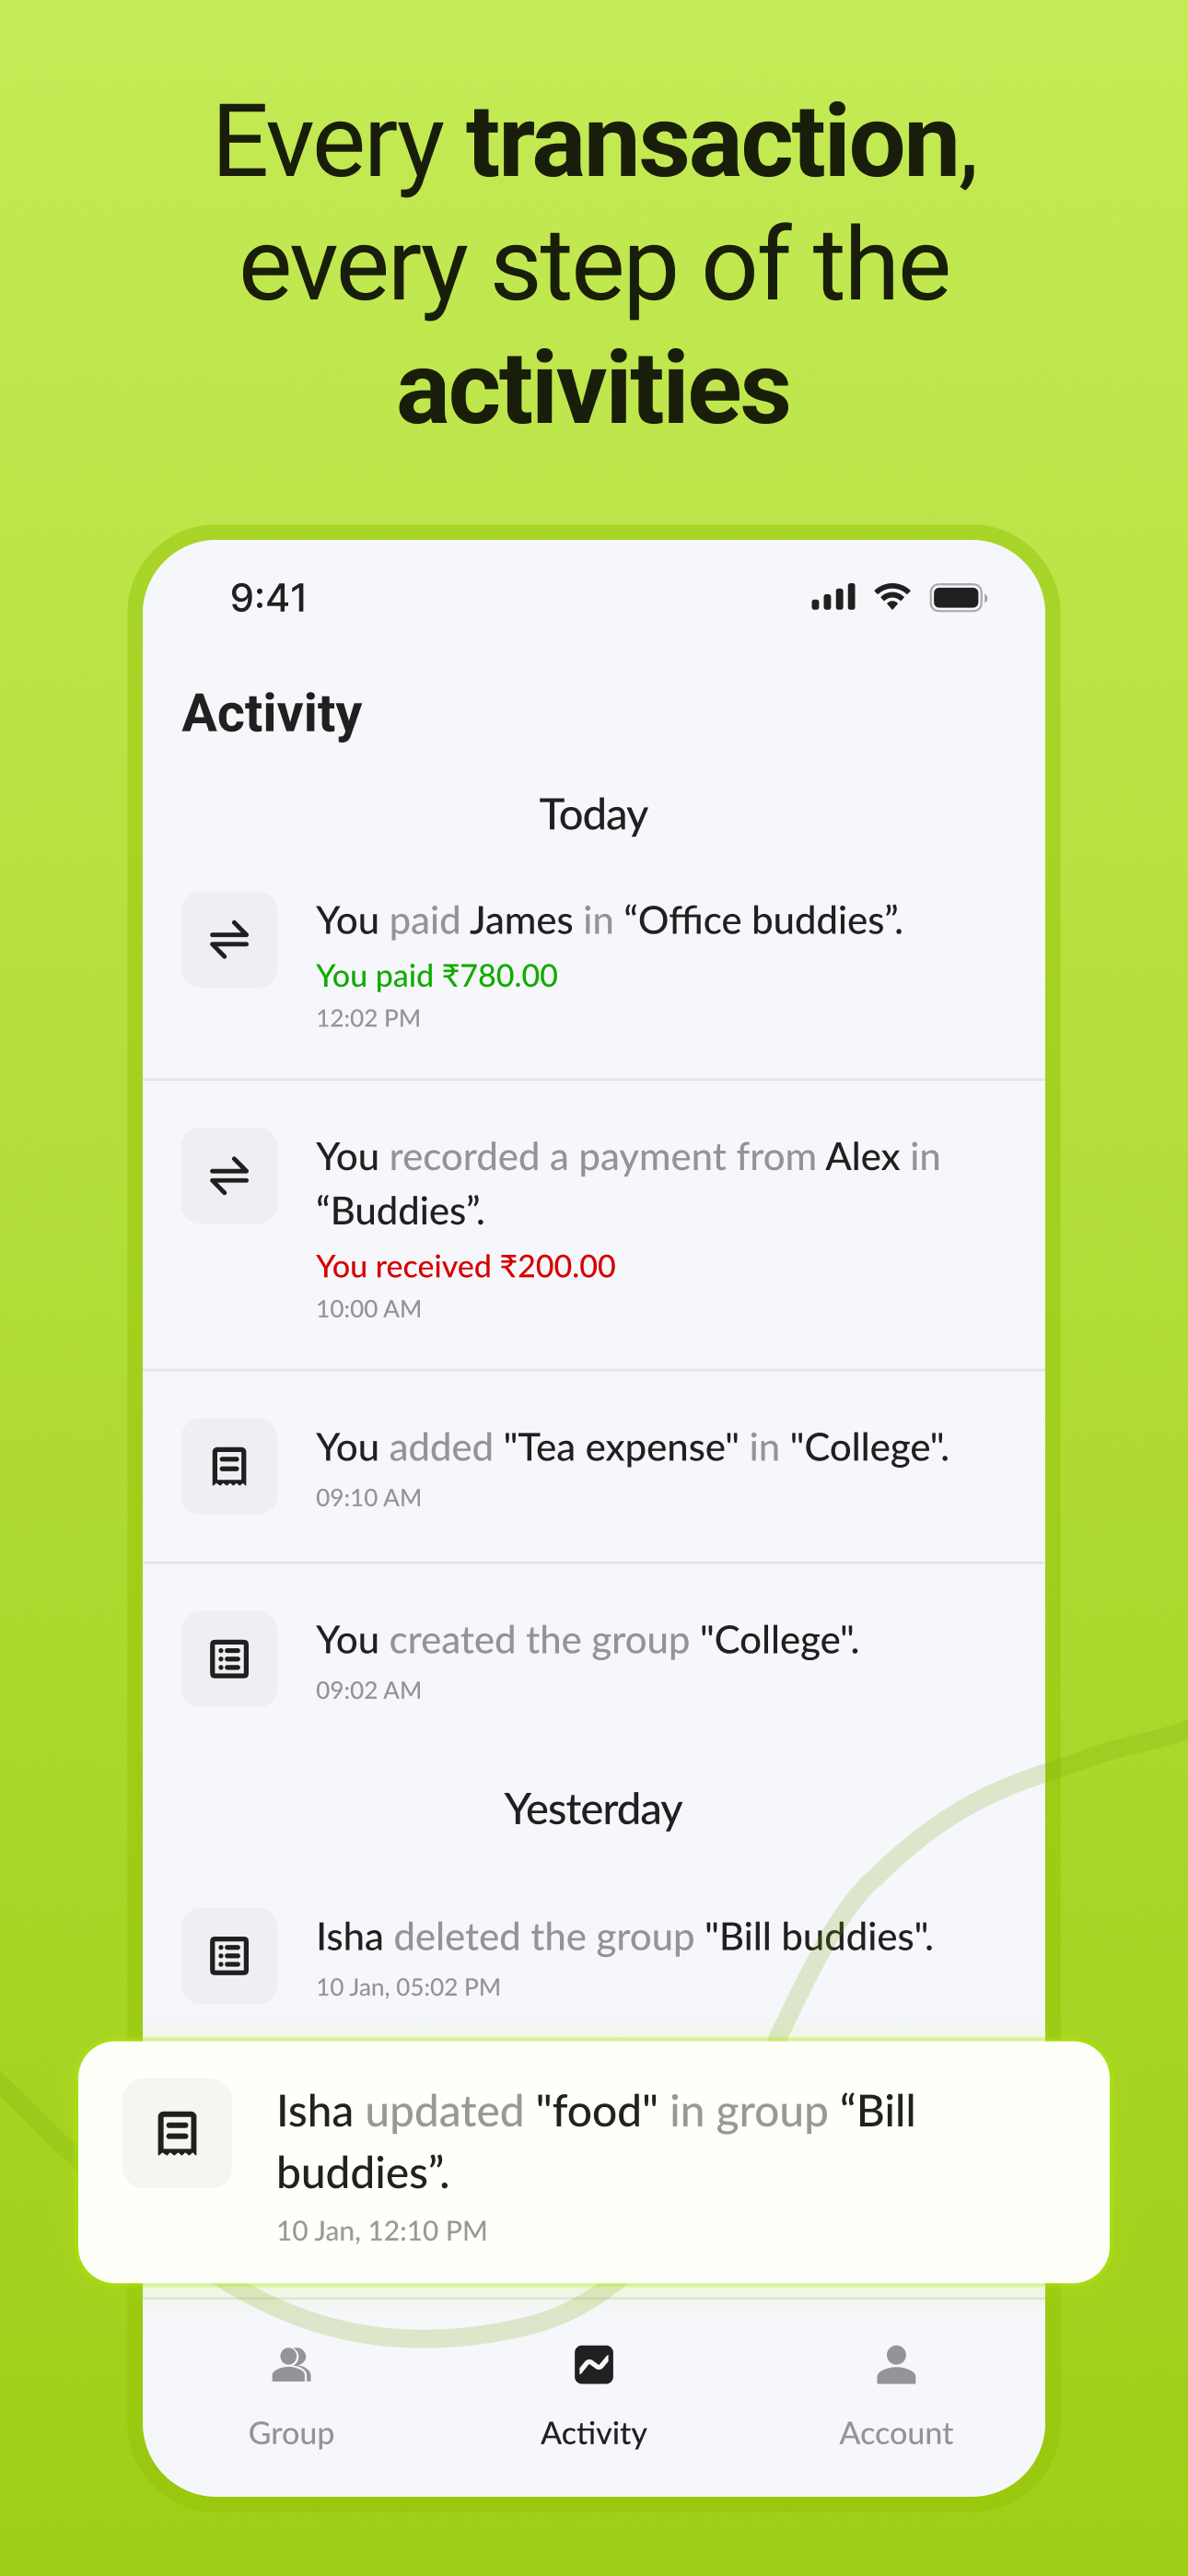 Every transaction,
every step of the
activities
9:41
Activity
Today
You paid James in “Office buddies”.
You paid ₹780.00
12:02 PM
You recorded a payment from Alex in
“Buddies”.
You received ₹200.00
10:00 AM
You added "Tea expense" in "College".
09:10 AM
You created the group "College".
09:02 AM
Yesterday
Isha deleted the group "Bill buddies".
10 Jan, 05:02 PM
Isha updated "food" in group “Bill
buddies”.
10 Jan, 12:10 PM
Group
Activity
Account